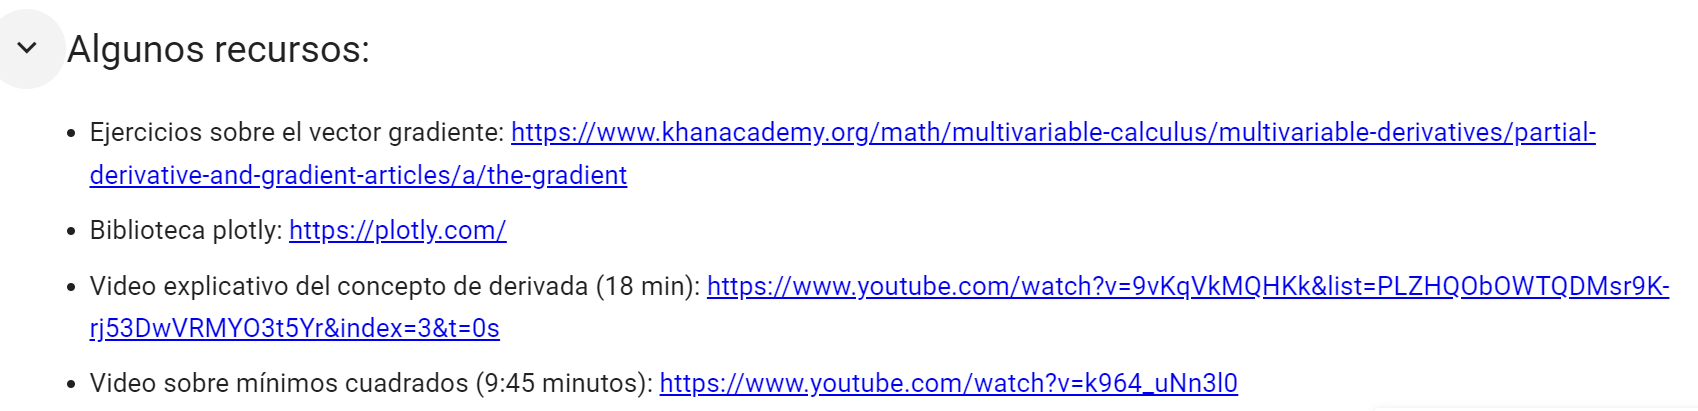 Algunos recursos:
• Ejercicios sobre el vector gradiente: https://www.khanacademy.org/math/multivariable-calculus/multivariable-derivatives/partial-
derivative-and-gradient-articles/a/the-gradient
• Biblioteca plotly: https://plotly.com/
• Video explicativo del concepto de derivada (18 min): https://www.youtube.com/watch?v=9vKqVkMQHKk&list=PLZHQObOWTQDMsr9K-
rj53DwVRMYO3t5Yr&index=3&t=0s
• Video sobre mínimos cuadrados (9:45 minutos): https://www.youtube.com/watch?v=k964_uNn3l0